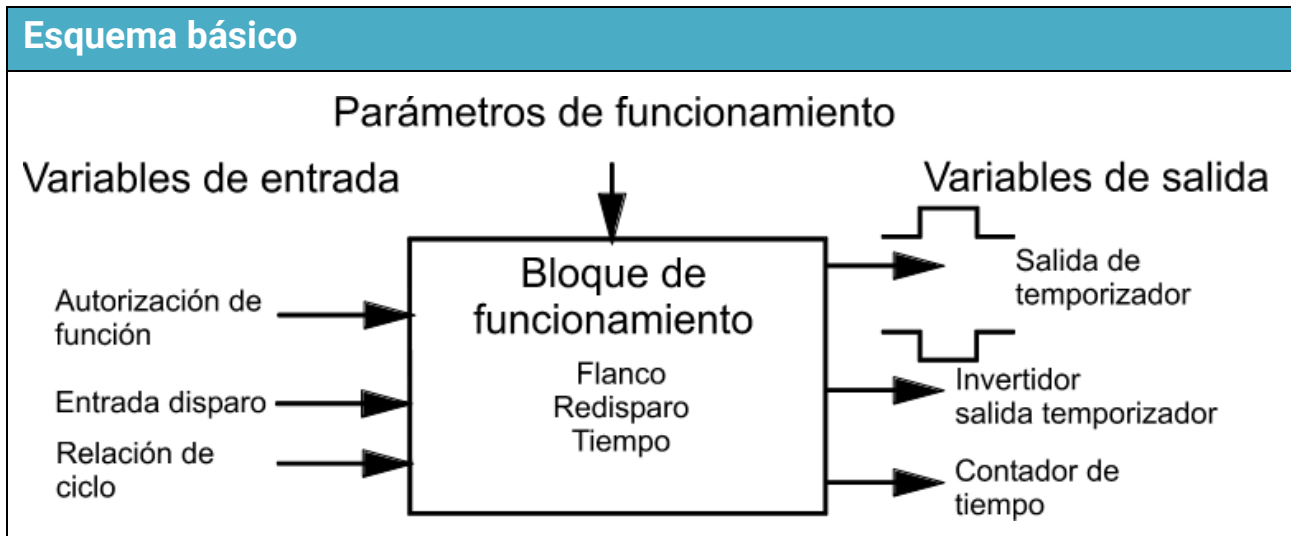 Esquema básico
Parámetros de funcionamiento
Variables de entrada
Variables de salida
Autorización de
función
Entrada disparo
Relación de
ciclo
Bloque de
funcionamiento
Flanco
Redisparo
Tiempo
Salida de
temporizador
Invertidor
salida temporizador
Contador de
tiempo